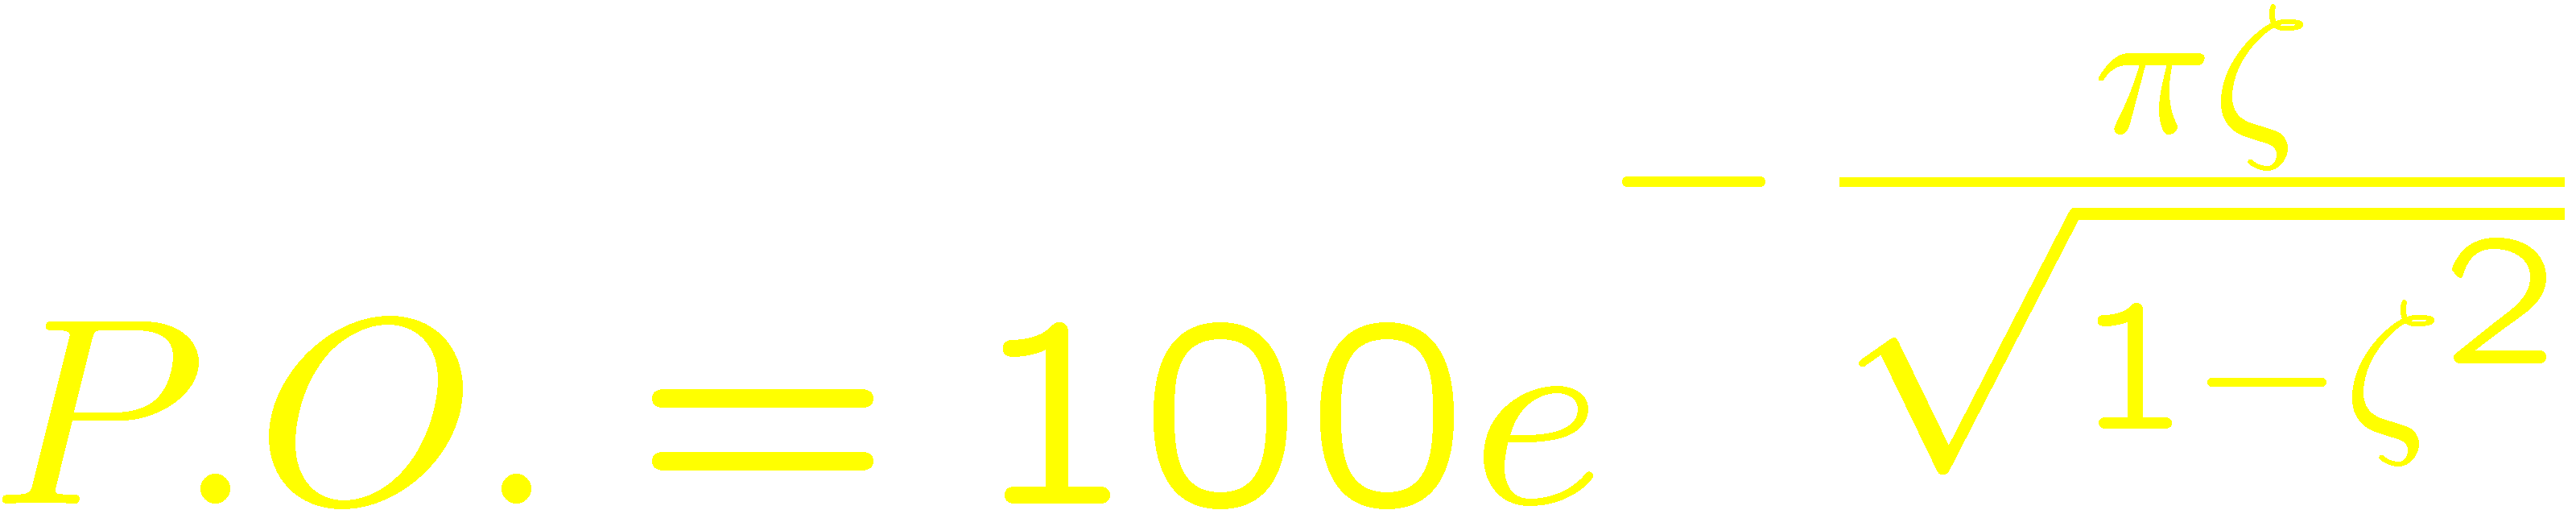 $P.O. = 100e^{-\frac{\pi\zeta}{\sqrt{1-\zeta^2}}}$